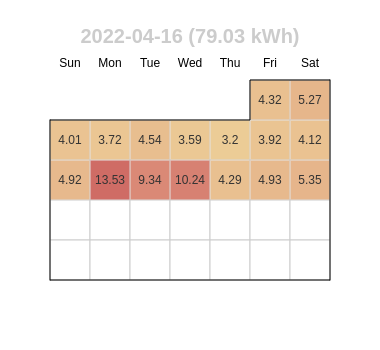 2022-04-16 (79.03 kWh)
Sun Mon Tue Wed Thu Fri Sat
4.32 5.27
4.01 3.72 4.54 3.59 3.2 3.92 4.12
4.92 13.53 9.34 10.24 4.29 4.93 5.35